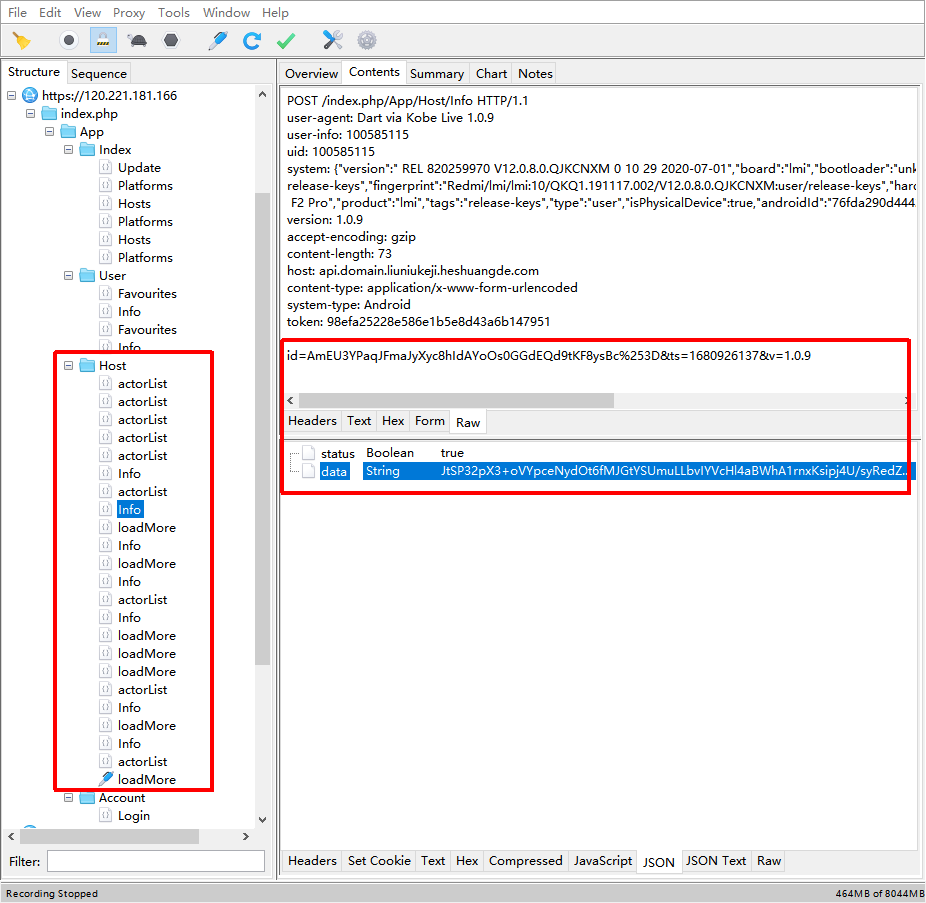 File Edit View Proxy Tools Window Help
Structure Sequence
https://120.221.181.166
index.php
App
Index
Update
Platforms
Hosts
Platforms
Hosts
Platforms
User
Favourites
Info
Favourites
Info
Host
actorList
actorList
actorList
actorList
actorList
Info
actorList
Info
loadMore
Info
loadMore
Info
actorList
Info
loadMore
loadMore
loadMore
actorList
Info
loadMore
Info
actorList
loadMore
Account
Login
Filter:
Overview Contents Summary Chart Notes
POST /index.php/App/Host/Info HTTP/1.1
user-agent: Dart via Kobe Live 1.0.9
user-info: 100585115
uid: 100585115
system: {"version":" REL 820259970 V12.0.8.0.QJKCNXM 0 10 29 2020-07-01","board":"lmi","bootloader":"unk
release-keys","fingerprint":"Redmi/lmi/lmi:10/QKQ1.191117.002/V12.0.8.0.QJKCNXM:user/release-keys","hard
F2 Pro","product":"lmi","tags":"release-keys","type":"user","isPhysicalDevice":true,"androidId":"76fda290d444
version: 1.0.9
accept-encoding: gzip
content-length: 73
host: api.domain.liuniukeji.heshuangde.com
content-type: application/x-www-form-urlencoded
system-type: Android
token: 98efa25228e586e1b5e8d43a6b147951
id=AmEU3YPaqJFmaJyXyc8hIdAYoOs0GGdEQd9tKF8ysBc%253D&ts=1680926137&v=1.0.9
Headers Text Hex Form Raw
status Boolean true
data String JtSP32pX3+oVYpceNydOt6fMJGtYSUmuLLbvIYVcHl4aBWhA1rnxKsipj4U/syRedZ...
Headers Set Cookie Text Hex Compressed JavaScript JSON JSON Text Raw
Recording Stopped 464MB of 8044MB